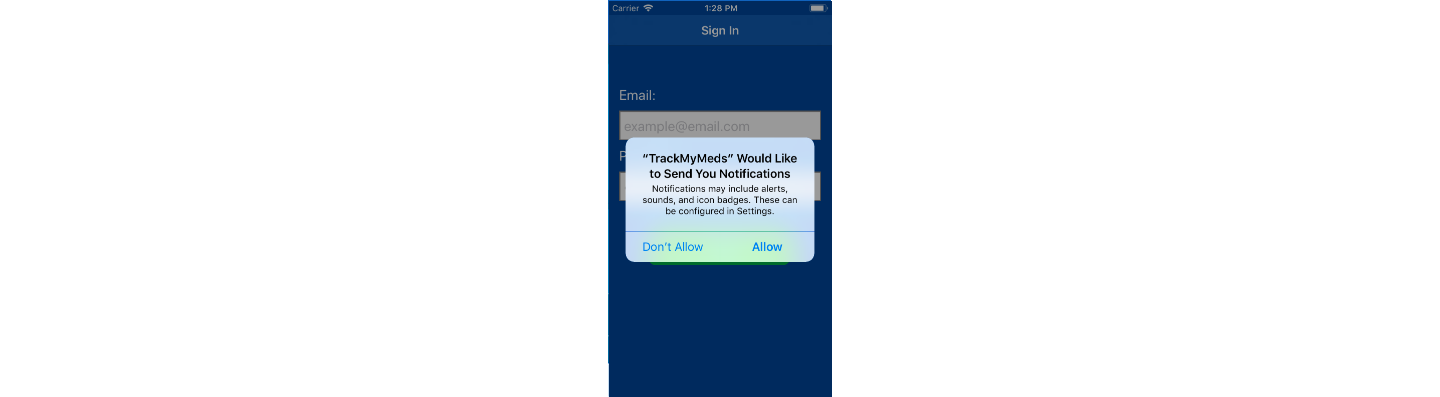 Carrier 1:28 PM
Sign In
Email:
example@email.com
P
“TrackMyMeds” Would Like
to Send You Notifications
Notifications may include alerts,
sounds, and icon badges. These can
be configured in Settings.
Don’t Allow Allow